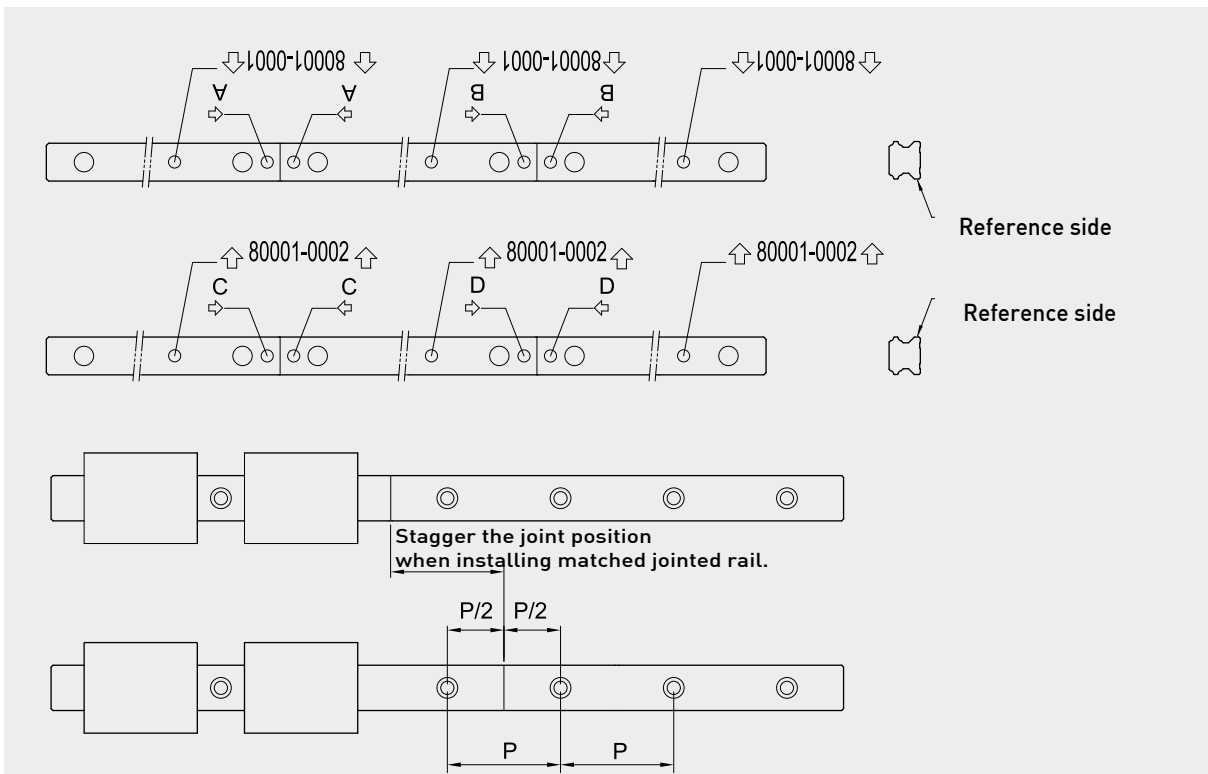 80001-0001 80001-0001 80001-0001
A A B B
Reference side
80001-0002 80001-0002 80001-0002
C C D D
Reference side
Stagger the joint position
when installing matched jointed rail.
P/2 P/2
P P